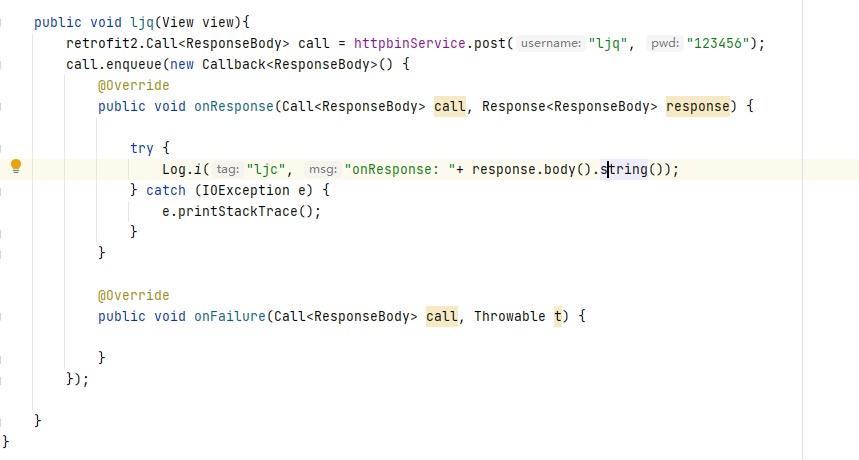 public void ljq(View view){
retrofit2.Call<ResponseBody> call = httpbinService.post( username: "ljq", pwd: "123456");
call.enqueue(new Callback<ResponseBody>() {
@Override
public void onResponse(Call<ResponseBody> call, Response<ResponseBody> response) {
try {
Log.i( tag: "ljc", msg: "onResponse: "+ response.body().string());
} catch (IOException e) {
e.printStackTrace();
}
}
@Override
public void onFailure(Call<ResponseBody> call, Throwable t) {
}
});
}
}